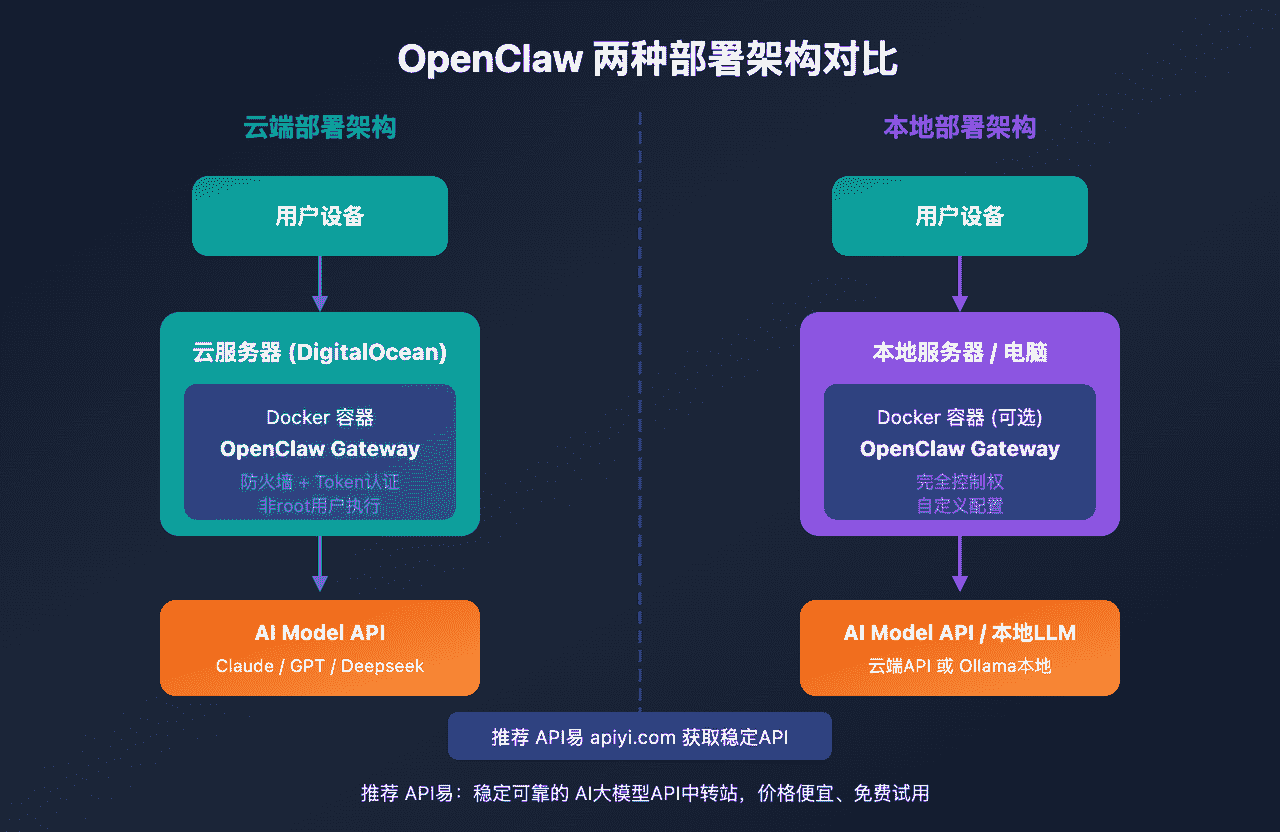 OpenClaw 两种部署架构对比
云端部署架构
用户设备
云服务器 (DigitalOcean)
Docker 容器
OpenClaw Gateway
防火墙 + Token认证
非root用户执行
AI Model API
Claude / GPT / Deepseek
本地部署架构
用户设备
本地服务器 / 电脑
Docker 容器 (可选)
OpenClaw Gateway
完全控制权
自定义配置
AI Model API / 本地LLM
云端API 或 Ollama本地
推荐 API易 apiyi.com 获取稳定API
推荐 API易：稳定可靠的 AI大模型API中转站，价格便宜、免费试用